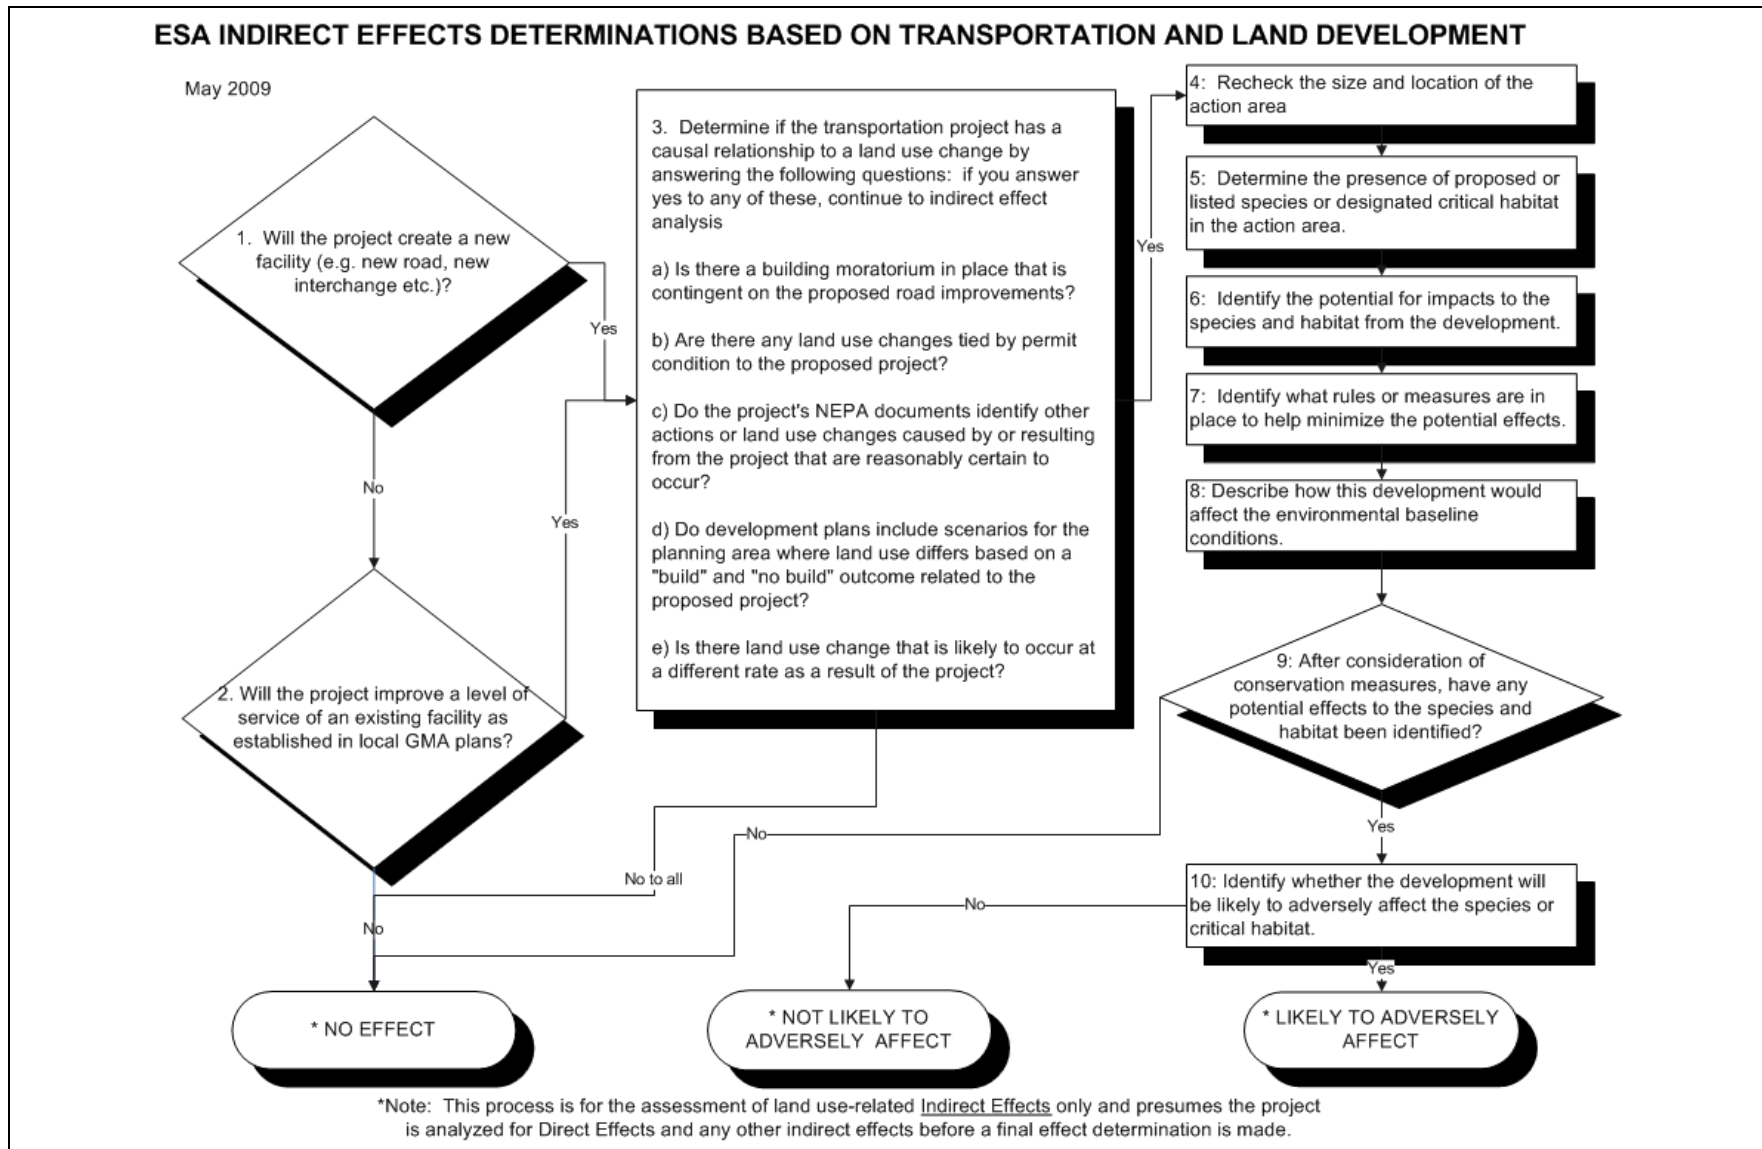 ESA INDIRECT EFFECTS DETERMINATIONS BASED ON TRANSPORTATION AND LAND DEVELOPMENT
May 2009
1. Will the project create a new
facility (e.g. new road, new
interchange etc.)?
Yes
No
2. Will the project improve a level of
service of an existing facility as
established in local GMA plans?
Yes
No
3. Determine if the transportation project has a
causal relationship to a land use change by
answering the following questions: if you answer
yes to any of these, continue to indirect effect
analysis
a) Is there a building moratorium in place that is
contingent on the proposed road improvements?
b) Are there any land use changes tied by permit
condition to the proposed project?
c) Do the project's NEPA documents identify other
actions or land use changes caused by or resulting
from the project that are reasonably certain to
occur?
d) Do development plans include scenarios for the
planning area where land use differs based on a
"build" and "no build" outcome related to the
proposed project?
e) Is there land use change that is likely to occur at
a different rate as a result of the project?
Yes
No to all
4: Recheck the size and location of the
action area
5: Determine the presence of proposed or
listed species or designated critical habitat
in the action area.
6: Identify the potential for impacts to the
species and habitat from the development.
7: Identify what rules or measures are in
place to help minimize the potential effects.
8: Describe how this development would
affect the environmental baseline
conditions.
9: After consideration of
conservation measures, have any
potential effects to the species and
habitat been identified?
No
Yes
10: Identify whether the development will
be likely to adversely affect the species or
critical habitat.
No
Yes
* NO EFFECT
* NOT LIKELY TO
ADVERSELY AFFECT
* LIKELY TO ADVERSELY
AFFECT
*Note: This process is for the assessment of land use-related Indirect Effects only and presumes the project
is analyzed for Direct Effects and any other indirect effects before a final effect determination is made.